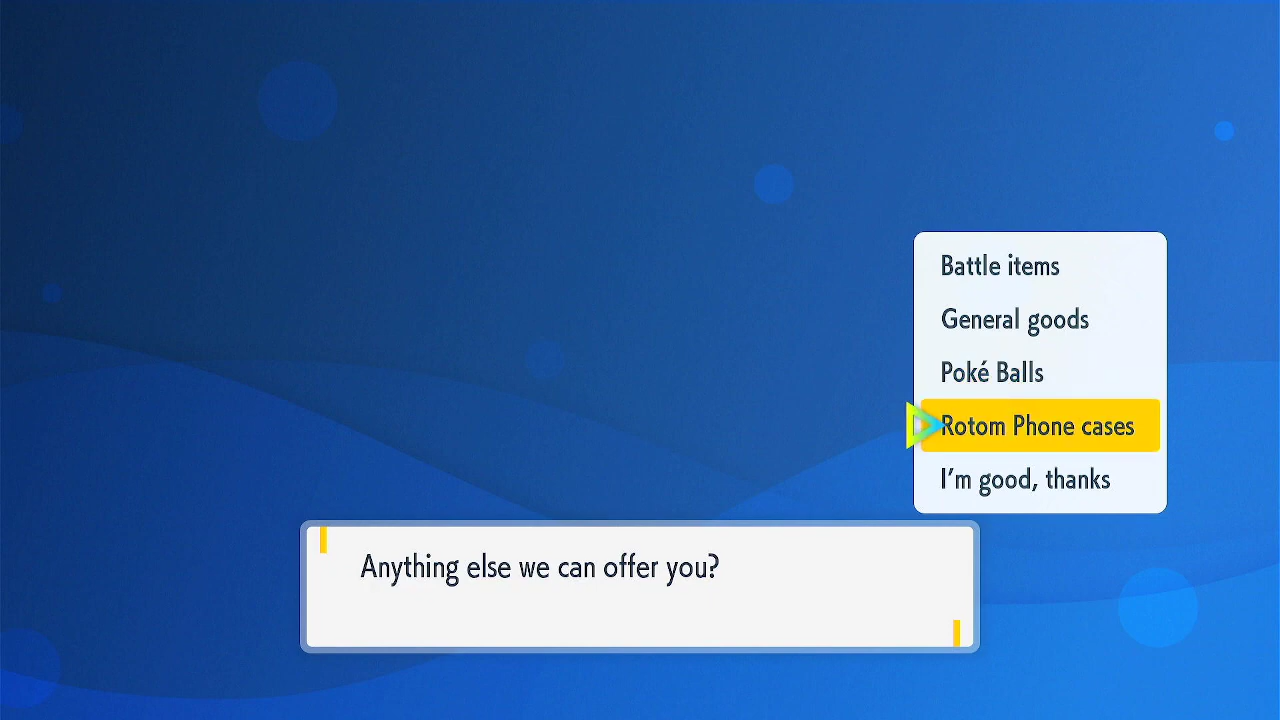 Battle items
General goods
Poké Balls
Rotom Phone cases
I'm good, thanks
Anything else we can offer you?